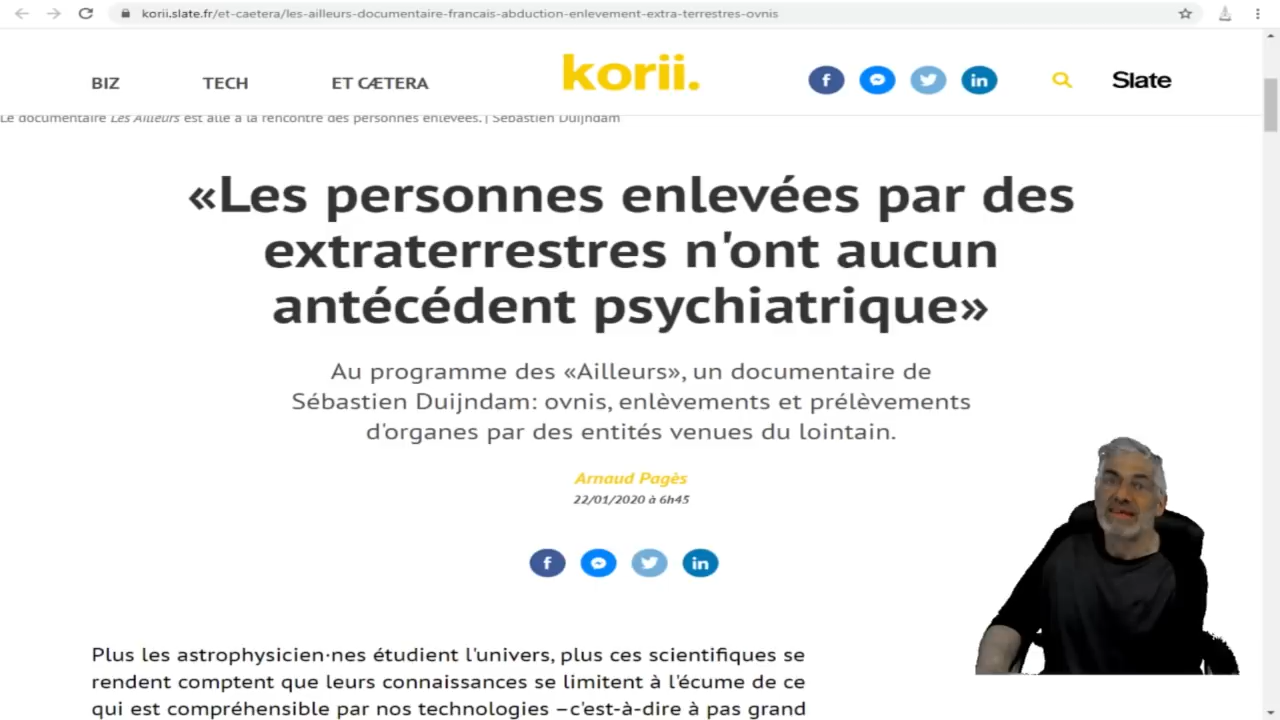 korii.slate.fr/et-caetera/les-ailleurs-documentaire-francais-abduction-enlevement-extra-terrestres-ovnis
BIZ TECH ET CÆTERA korii. Slate
Le documentaire Les Ailleurs est allé à la rencontre des personnes enlevées. | Sébastien Duijndam
«Les personnes enlevées par des
extraterrestres n'ont aucun
antécédent psychiatrique»
Au programme des «Ailleurs», un documentaire de
Sébastien Duijndam: ovnis, enlèvements et prélèvements
d'organes par des entités venues du lointain.
Arnaud Pagès
22/01/2020 à 6h45
Plus les astrophysicien·nes étudient l'univers, plus ces scientifiques se
rendent comptent que leurs connaissances se limitent à l'écume de ce
qui est compréhensible par nos technologies –c'est-à-dire à pas grand